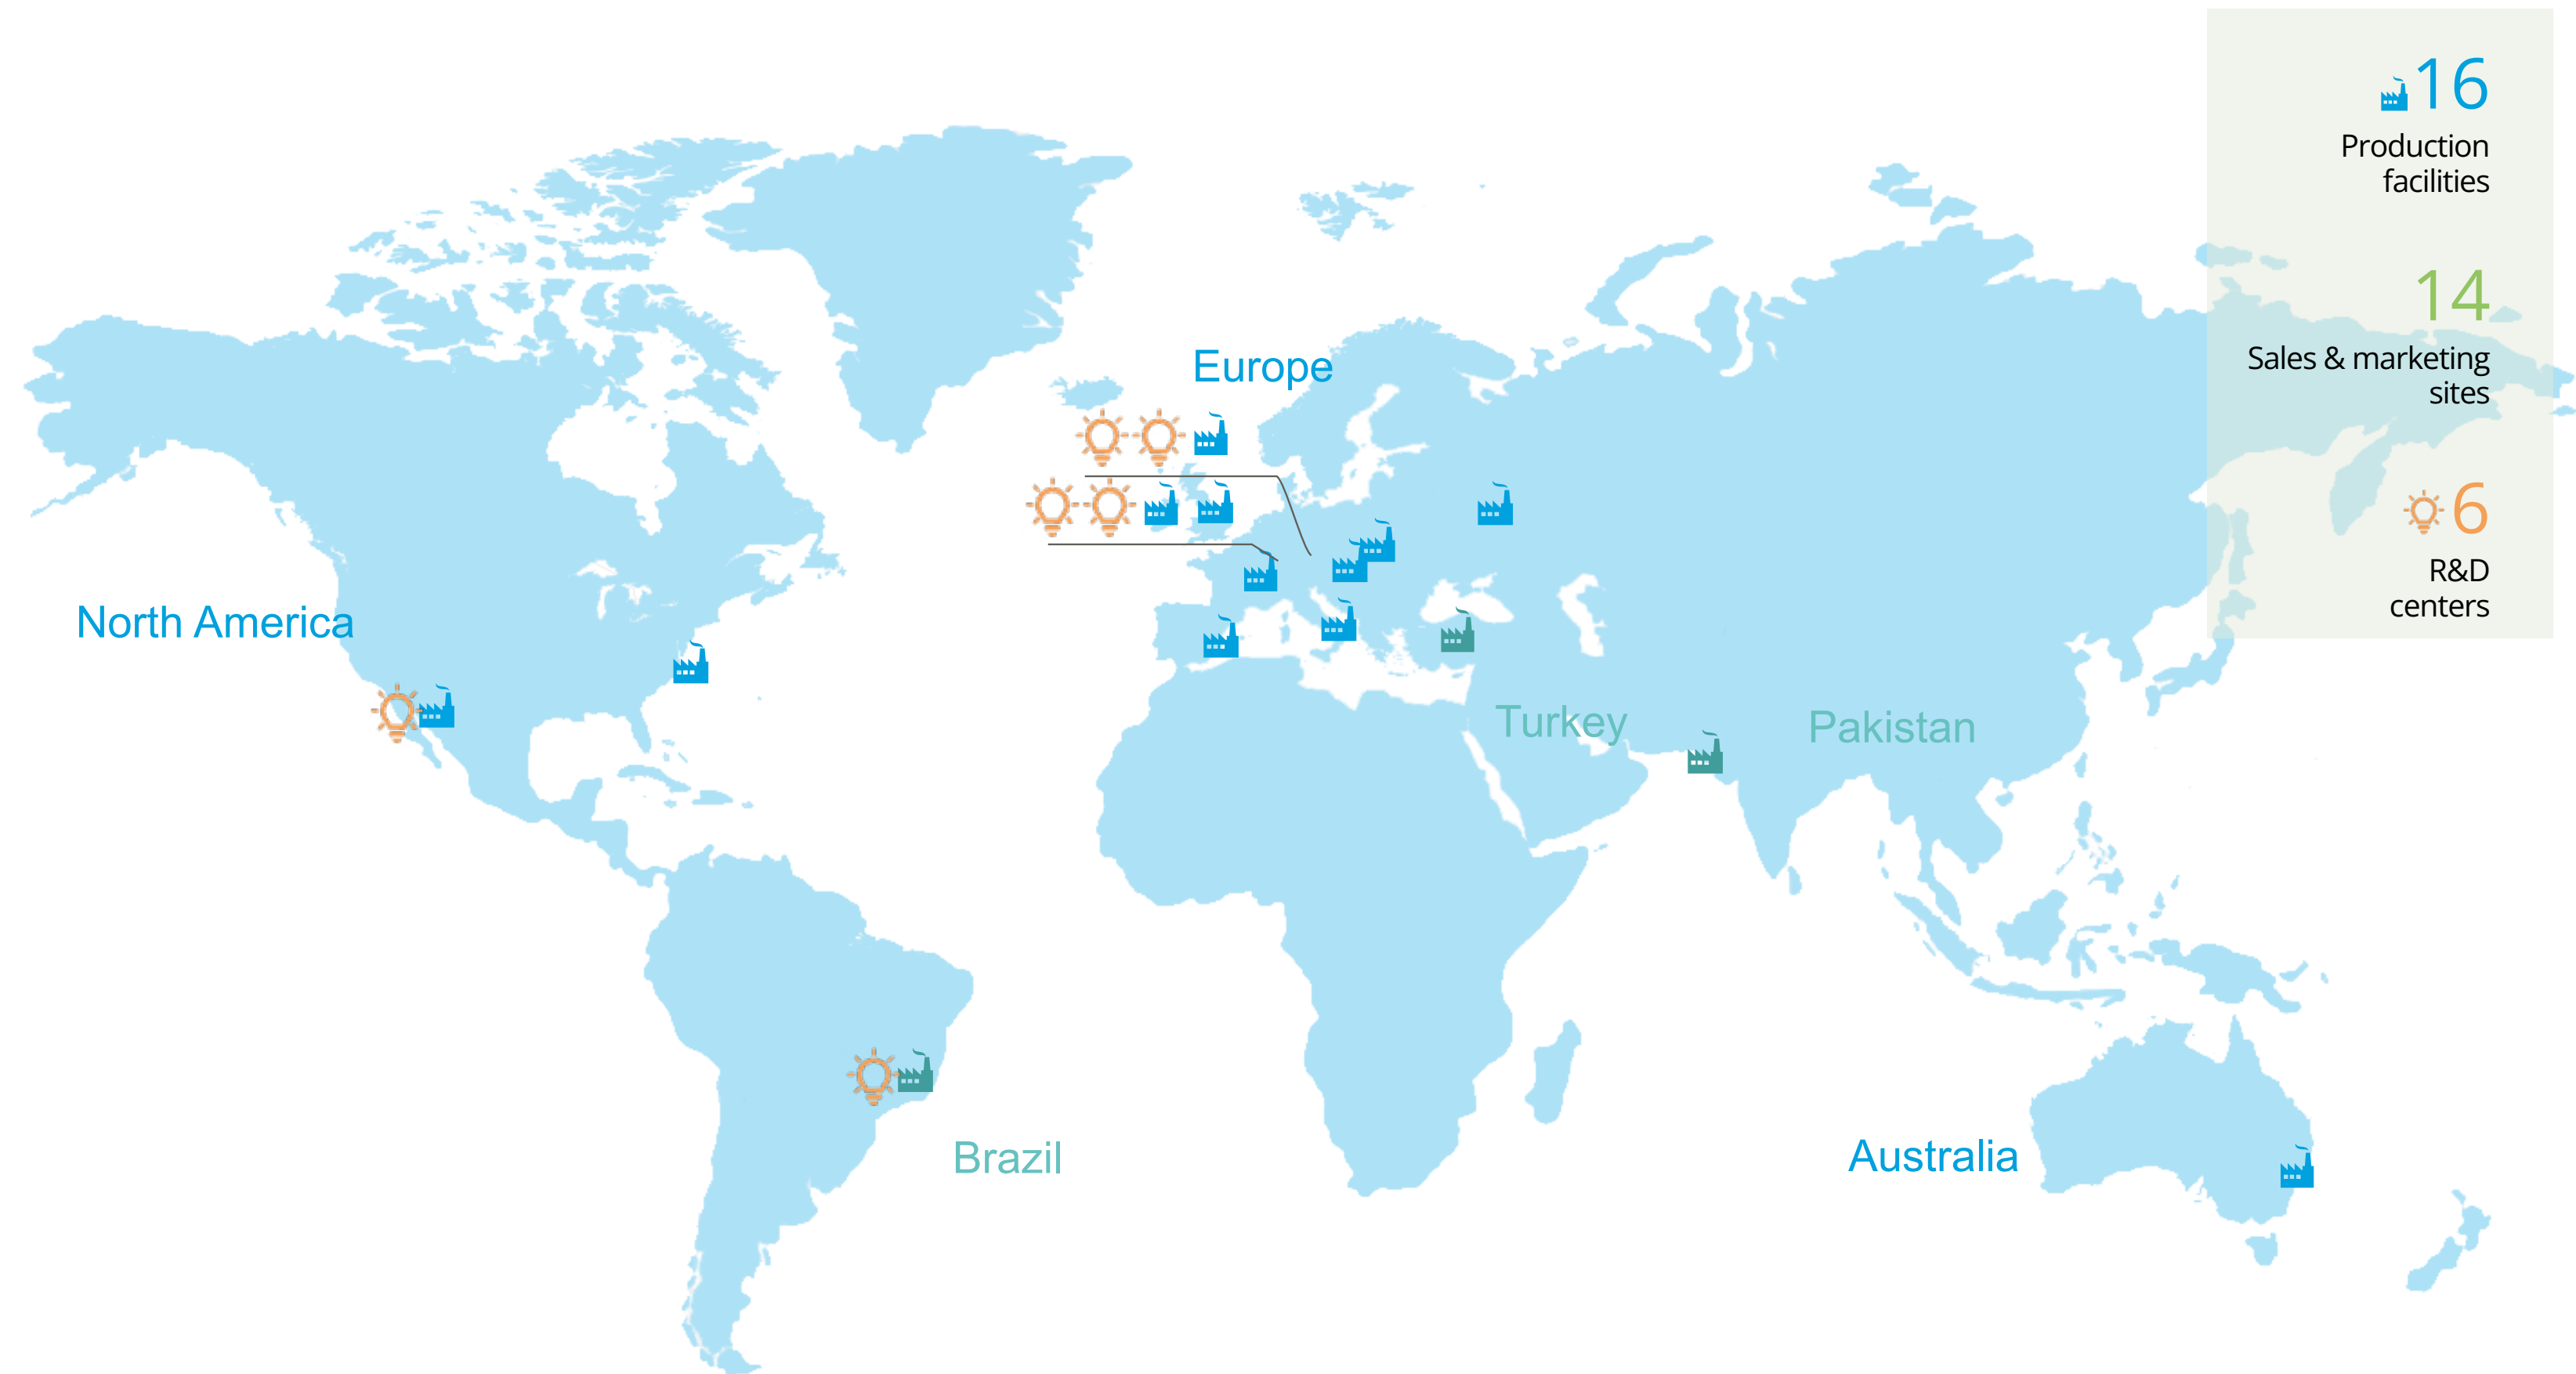 16
Production
facilities
14
Sales & marketing
sites
6
R&D
centers
Europe
North America
Turkey
Pakistan
Brazil
Australia